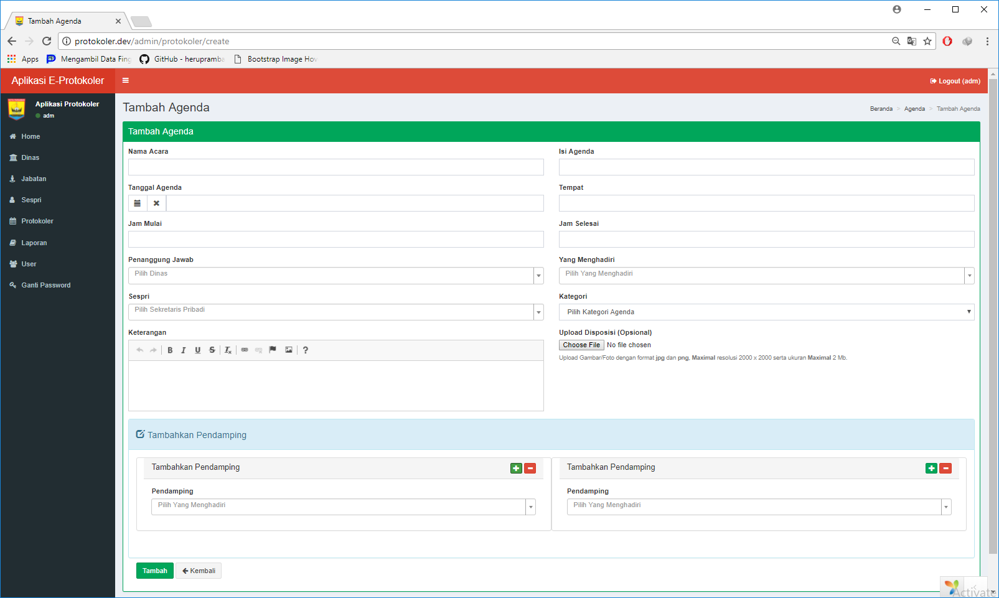 Tambah Agenda
protokoler.dev/admin/protokoler/create
Apps
Mengambil Data Fing
GitHub - herupramba
Bootstrap Image Hov
Aplikasi E-Protokoler
Logout (adm)
Aplikasi Protokoler
adm
Home
Dinas
Jabatan
Sespri
Protokoler
Laporan
User
Ganti Password
Tambah Agenda
Beranda > Agenda > Tambah Agenda
Tambah Agenda
Nama Acara
Isi Agenda
Tanggal Agenda
Tempat
Jam Mulai
Jam Selesai
Penanggung Jawab
Pilih Dinas
Yang Menghadiri
Pilih Yang Menghadiri
Sespri
Pilih Sekretaris Pribadi
Kategori
Pilih Kategori Agenda
Keterangan
B I U S Ix ?
Upload Disposisi (Opsional)
Choose File No file chosen
Upload Gambar/Foto dengan format jpg dan png, Maximal resolusi 2000 x 2000 serta ukuran Maximal 2 Mb.
Tambahkan Pendamping
Tambahkan Pendamping
Pendamping
Pilih Yang Menghadiri
Tambahkan Pendamping
Pendamping
Pilih Yang Menghadiri
Tambah
Kembali
Activate